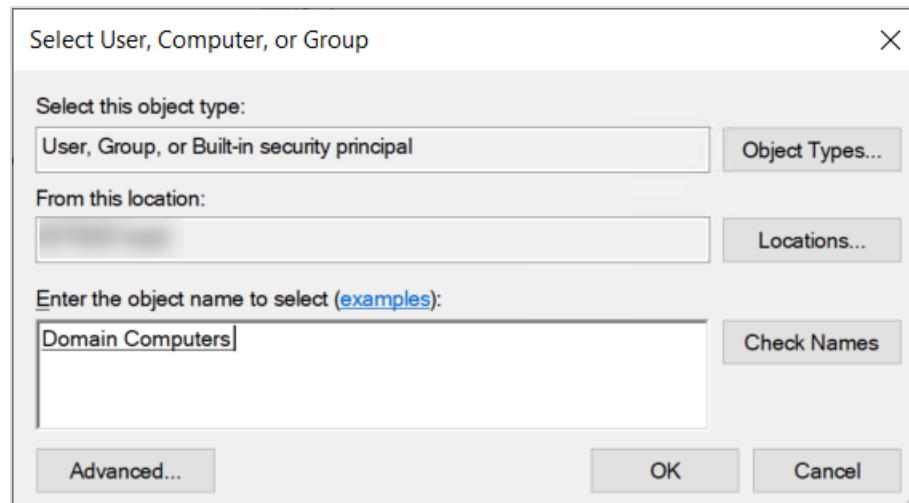 Select User, Computer, or Group
Select this object type:
User, Group, or Built-in security principal
Object Types...
From this location:
Locations...
Enter the object name to select (examples):
Domain Computers
Check Names
Advanced...
OK
Cancel